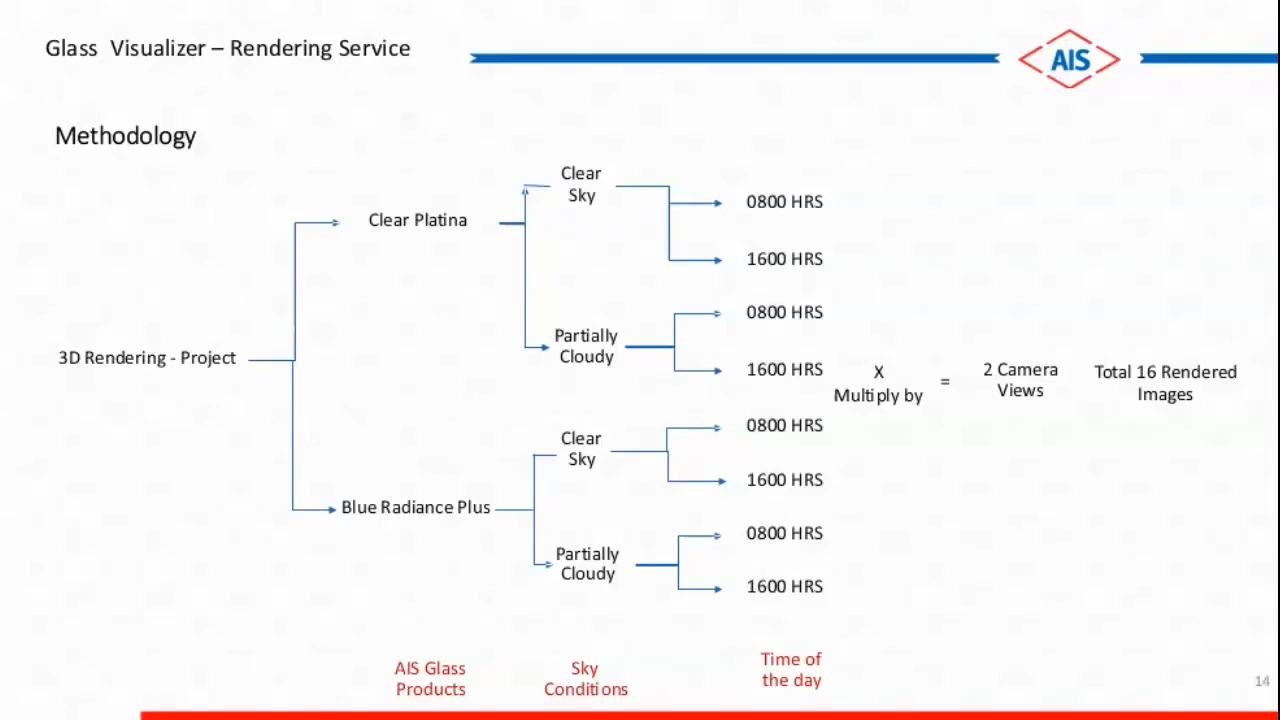 Glass Visualizer – Rendering Service
AIS
Methodology
Clear
Sky
0800 HRS
Clear Platina
1600 HRS
0800 HRS
Partially
Cloudy
3D Rendering - Project
1600 HRS
X
Multiply by
=
2 Camera
Views
Total 16 Rendered
Images
0800 HRS
Clear
Sky
1600 HRS
Blue Radiance Plus
0800 HRS
Partially
Cloudy
1600 HRS
AIS Glass
Products
Sky
Conditions
Time of
the day
14